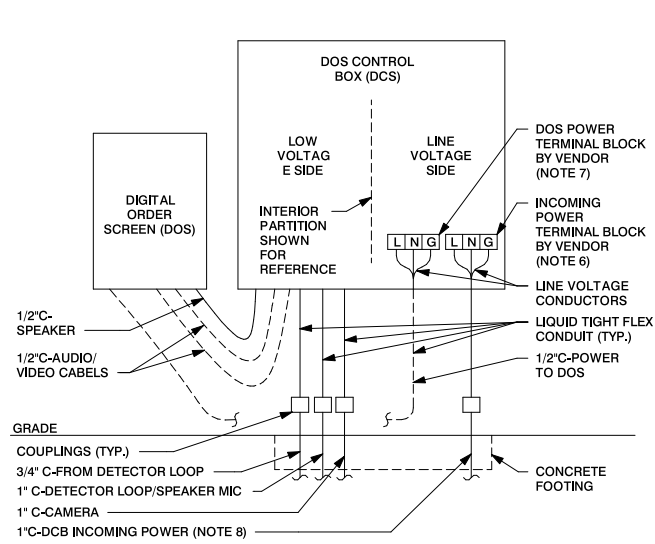 DOS CONTROL
BOX (DCS)
LOW
VOLTAG
E SIDE
LINE
VOLTAGE
SIDE
DOS POWER
TERMINAL BLOCK
BY VENDOR
(NOTE 7)
DIGITAL
ORDER
SCREEN (DOS)
INTERIOR
PARTITION
SHOWN
FOR
REFERENCE
L N G
L N G
INCOMING
POWER
TERMINAL BLOCK
BY VENDOR
(NOTE 6)
LINE VOLTAGE
CONDUCTORS
1/2"C-
SPEAKER
LIQUID TIGHT FLEX
CONDUIT (TYP.)
1/2"C-AUDIO/
VIDEO CABELS
1/2"C-POWER
TO DOS
GRADE
COUPLINGS (TYP.)
3/4" C-FROM DETECTOR LOOP
1" C-DETECTOR LOOP/SPEAKER MIC
1" C-CAMERA
1"C-DCB INCOMING POWER (NOTE 8)
CONCRETE
FOOTING